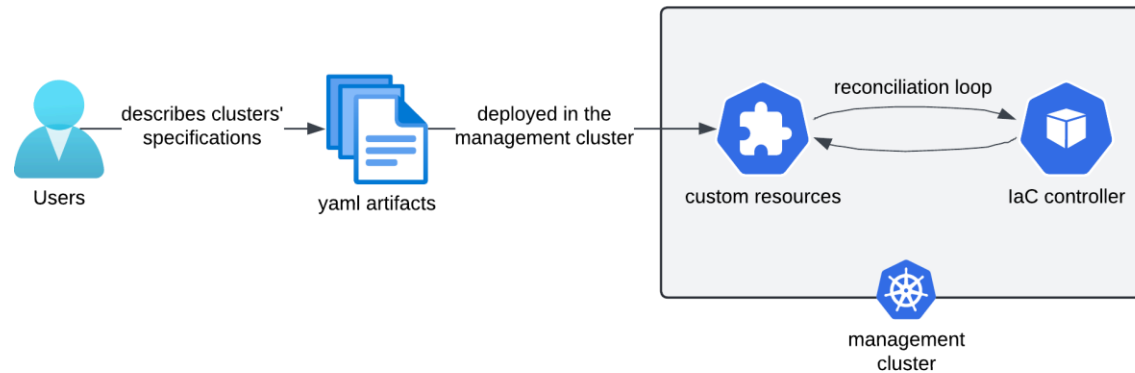 describes clusters'
specifications
deployed in the
management cluster
reconciliation loop
Users
yaml artifacts
custom resources
IaC controller
management
cluster